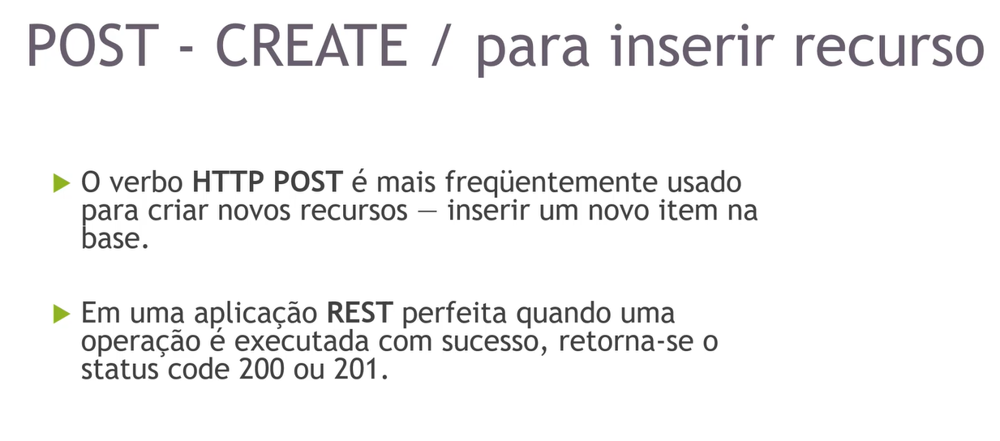 POST - CREATE / para inserir recurso
O verbo HTTP POST é mais freqüentemente usado
para criar novos recursos — inserir um novo item na
base.
Em uma aplicação REST perfeita quando uma
operação é executada com sucesso, retorna-se o
status code 200 ou 201.